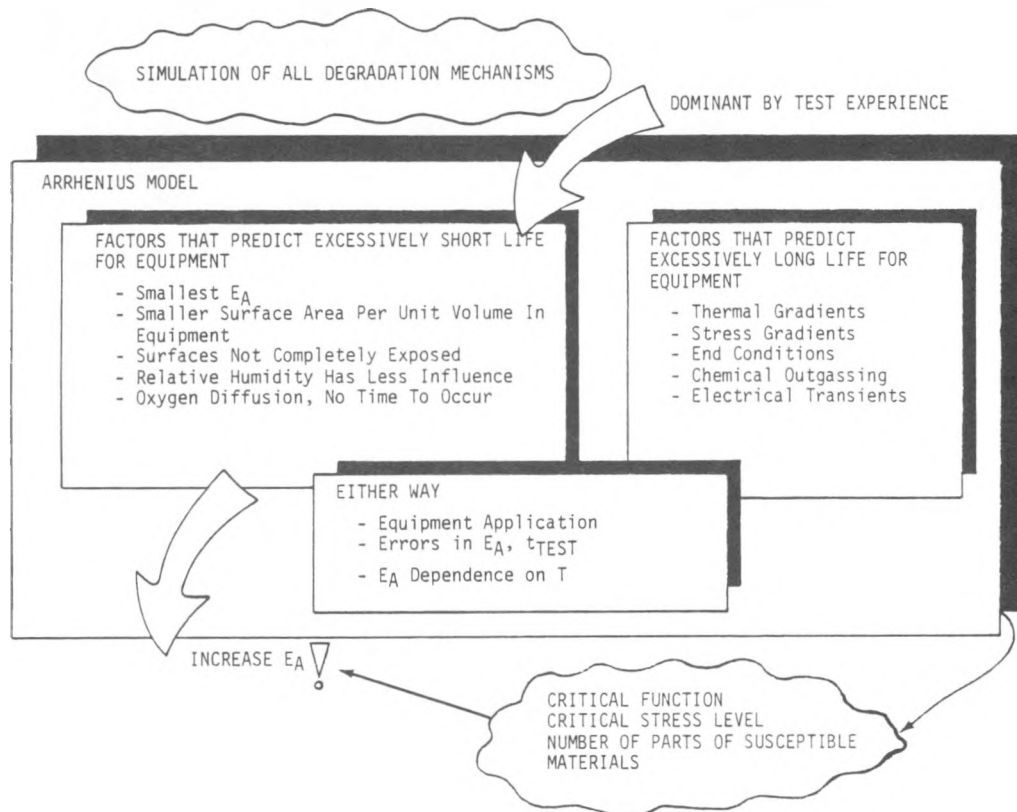 SIMULATION OF ALL DEGRADATION MECHANISMS
DOMINANT BY TEST EXPERIENCE
ARRHENIUS MODEL
FACTORS THAT PREDICT EXCESSIVELY SHORT LIFE
FOR EQUIPMENT
- Smallest EA
- Smaller Surface Area Per Unit Volume In
Equipment
- Surfaces Not Completely Exposed
- Relative Humidity Has Less Influence
- Oxygen Diffusion, No Time To Occur
FACTORS THAT PREDICT
EXCESSIVELY LONG LIFE FOR
EQUIPMENT
- Thermal Gradients
- Stress Gradients
- End Conditions
- Chemical Outgassing
- Electrical Transients
EITHER WAY
- Equipment Application
- Errors in EA, tTEST
- EA Dependence on T
INCREASE EA!
CRITICAL FUNCTION
CRITICAL STRESS LEVEL
NUMBER OF PARTS OF SUSCEPTIBLE
MATERIALS